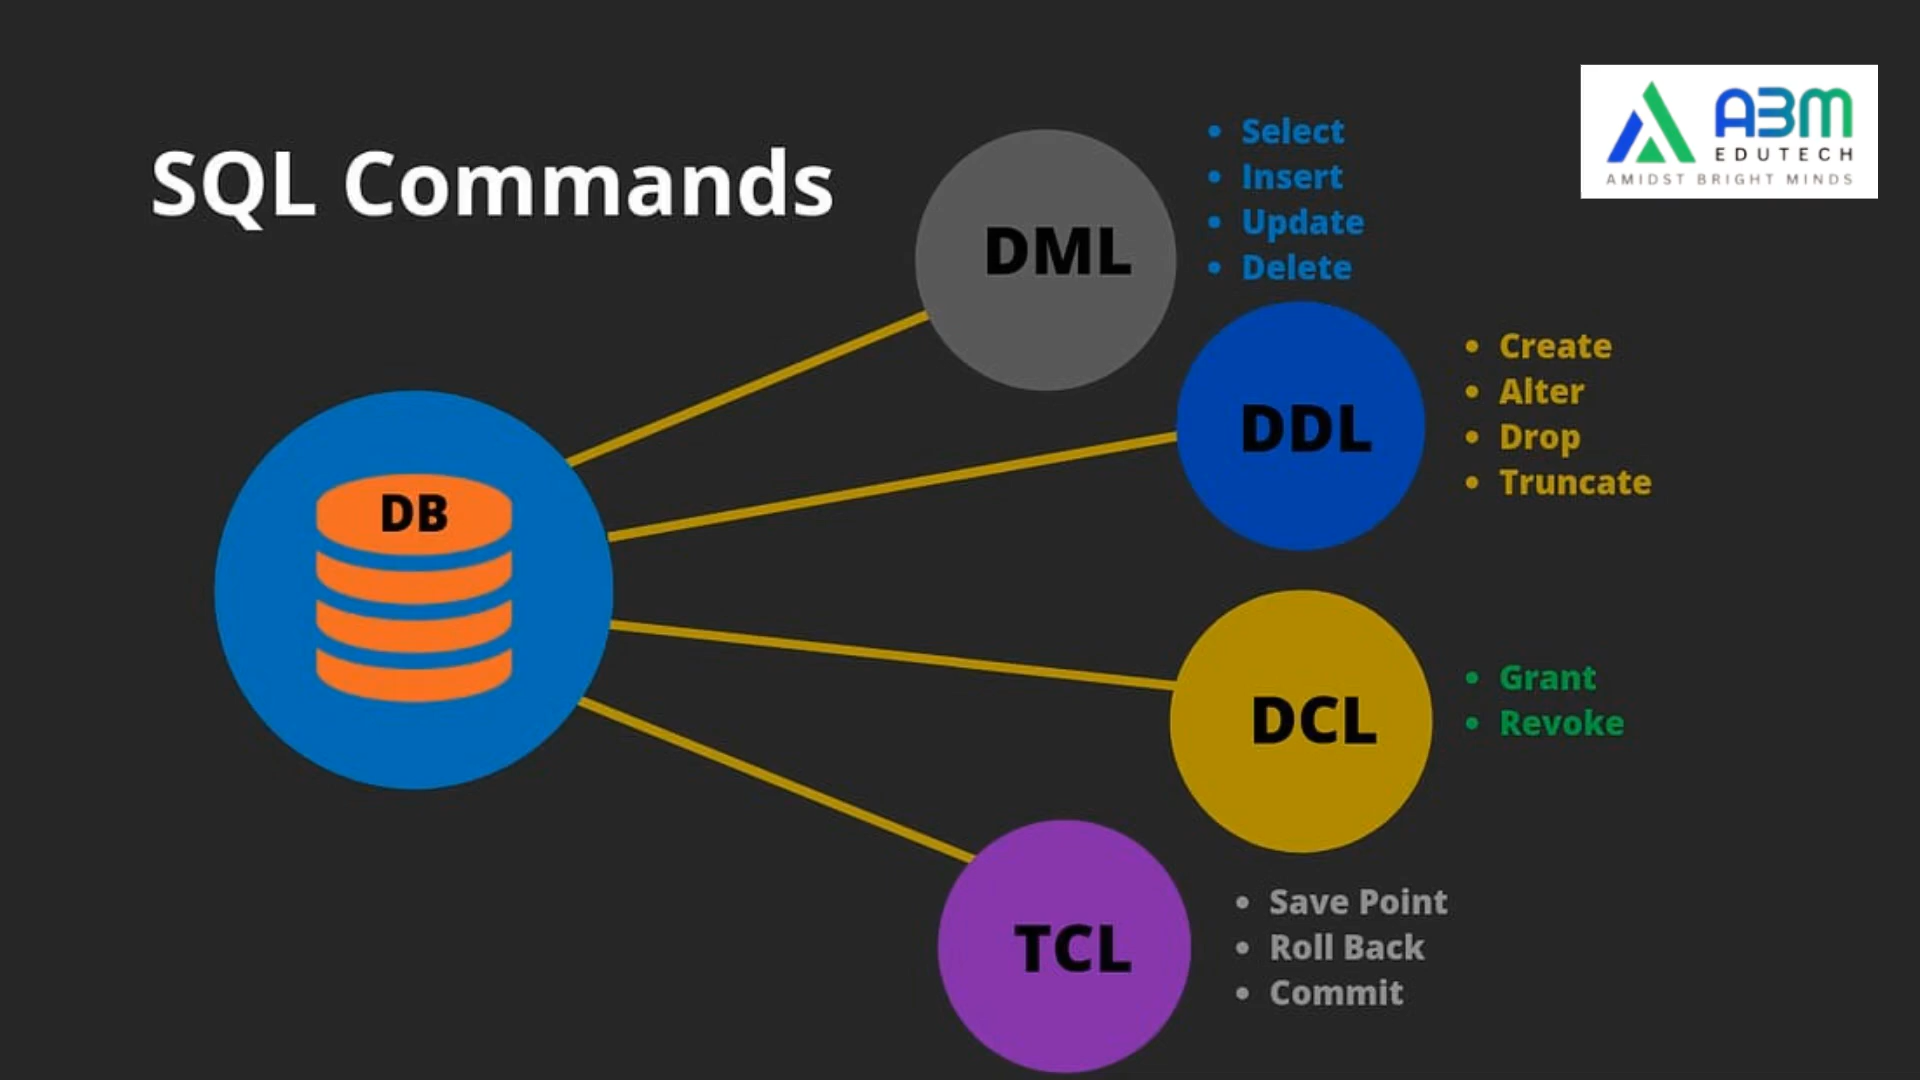 SQL Commands
DB
DML
• Select
• Insert
• Update
• Delete
DDL
• Create
• Alter
• Drop
• Truncate
DCL
• Grant
• Revoke
TCL
• Save Point
• Roll Back
• Commit
ABM
EDUTECH
AMIDST BRIGHT MINDS